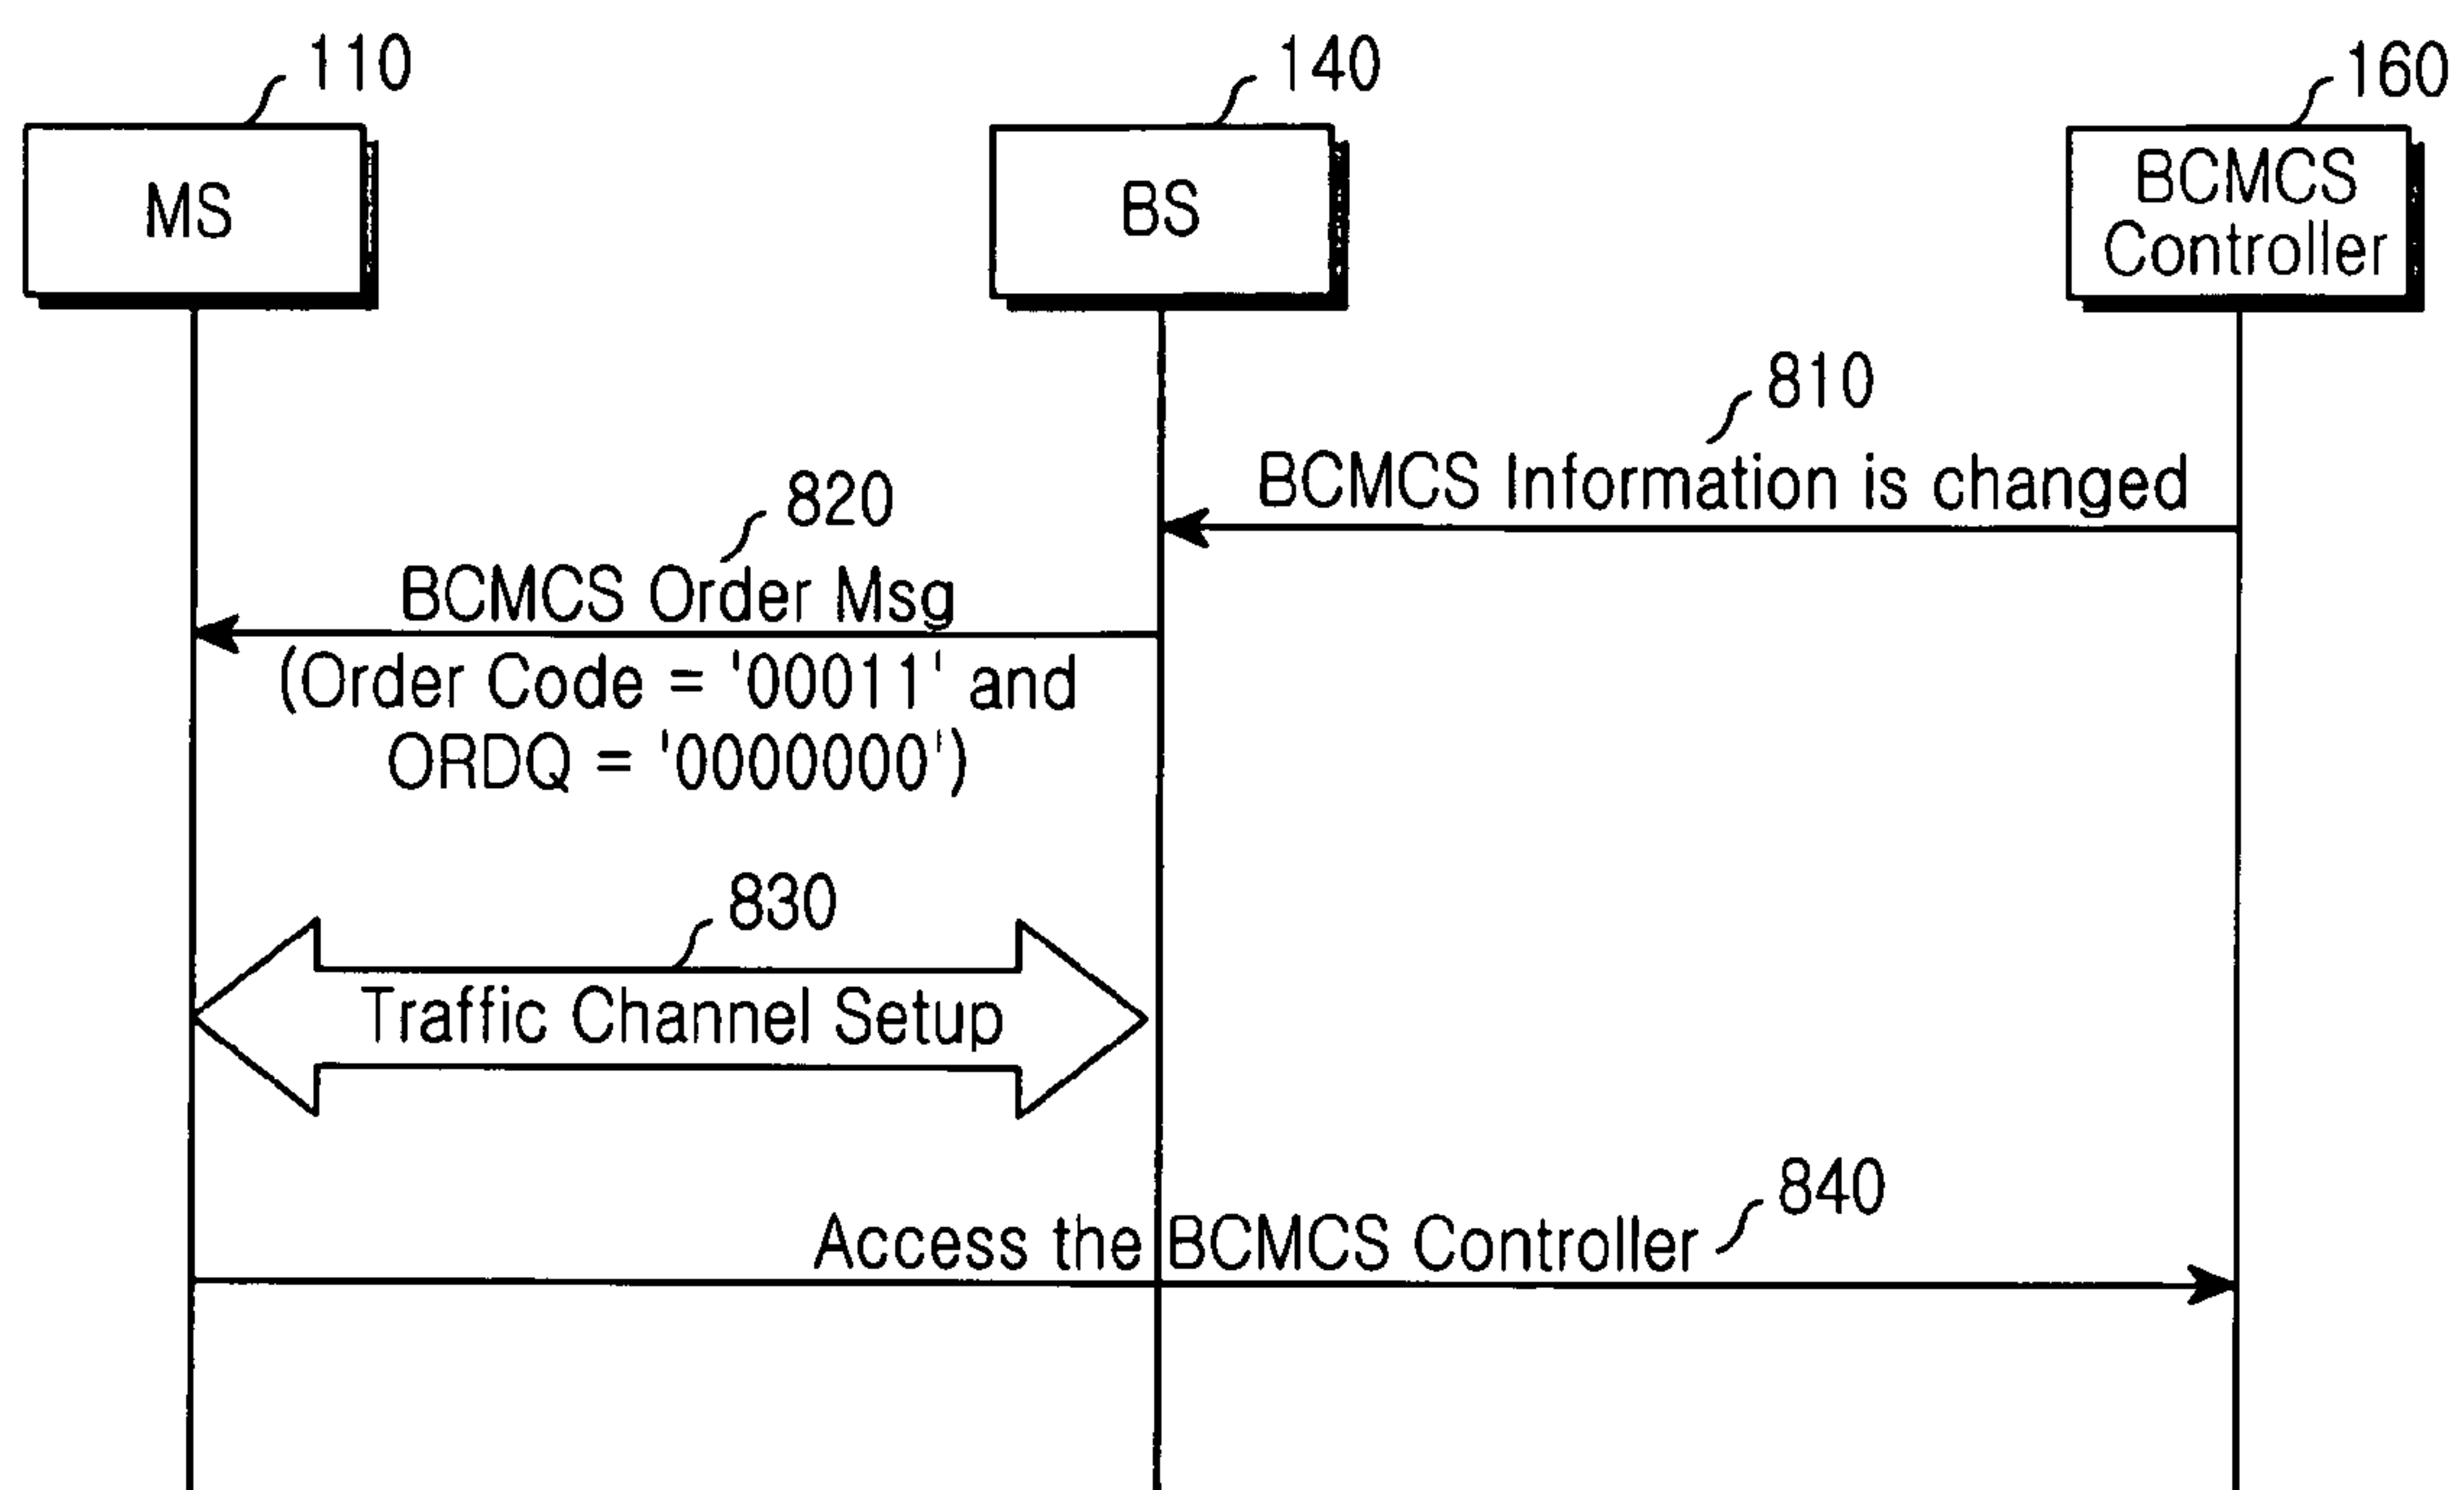 110
140
160
MS
BS
BCMCS
Controller
810
BCMCS Information is changed
820
BCMCS Order Msg
(Order Code = '00011' and
ORDQ = '0000000')
830
Traffic Channel Setup
840
Access the BCMCS Controller